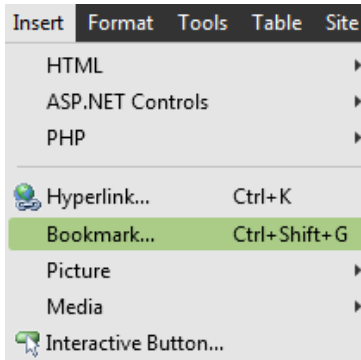 Insert Format Tools Table Site
HTML
ASP.NET Controls
PHP
Hyperlink... Ctrl+K
Bookmark... Ctrl+Shift+G
Picture
Media
Interactive Button...